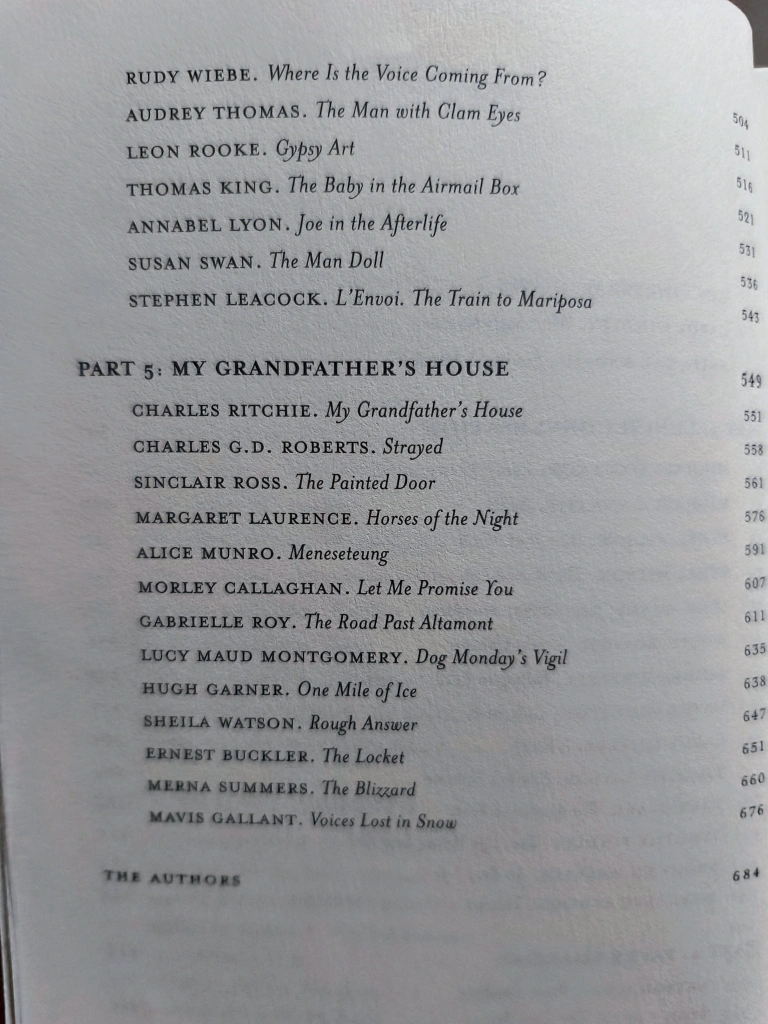 RUDY WIEBE. Where Is the Voice Coming From? 504
AUDREY THOMAS. The Man with Clam Eyes 511
LEON ROOKE. Gypsy Art 516
THOMAS KING. The Baby in the Airmail Box 521
ANNABEL LYON. Joe in the Afterlife 531
SUSAN SWAN. The Man Doll 536
STEPHEN LEACOCK. L'Envoi. The Train to Mariposa 543
PART 5: MY GRANDFATHER'S HOUSE 549
CHARLES RITCHIE. My Grandfather's House 551
CHARLES G.D. ROBERTS. Strayed 558
SINCLAIR ROSS. The Painted Door 561
MARGARET LAURENCE. Horses of the Night 576
ALICE MUNRO. Meneseteung 591
MORLEY CALLAGHAN. Let Me Promise You 607
GABRIELLE ROY. The Road Past Altamont 611
LUCY MAUD MONTGOMERY. Dog Monday's Vigil 635
HUGH GARNER. One Mile of Ice 638
SHEILA WATSON. Rough Answer 647
ERNEST BUCKLER. The Locket 651
MERNA SUMMERS. The Blizzard 660
MAVIS GALLANT. Voices Lost in Snow 676
THE AUTHORS 684